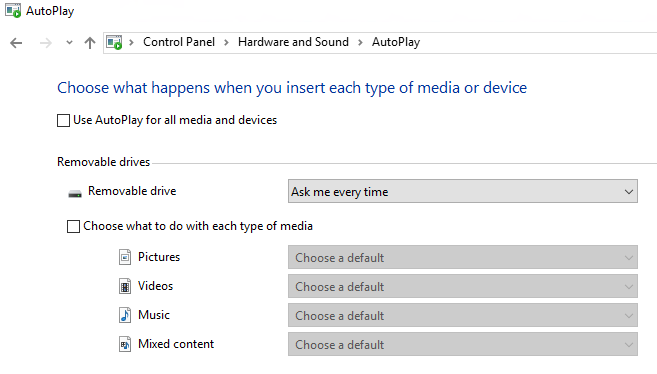 AutoPlay
Control Panel > Hardware and Sound > AutoPlay
Choose what happens when you insert each type of media or device
Use AutoPlay for all media and devices
Removable drives
Removable drive Ask me every time
Choose what to do with each type of media
Pictures Choose a default
Videos Choose a default
Music Choose a default
Mixed content Choose a default